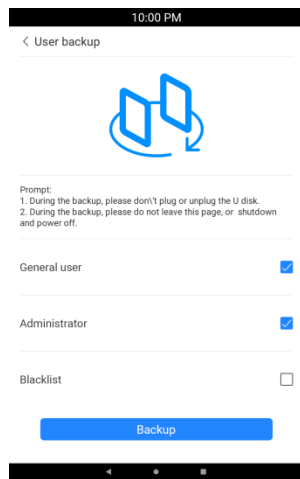 10:00 PM
User backup
Prompt:
1. During the backup, please don\'t plug or unplug the U disk.
2. During the backup, please do not leave this page, or shutdown
and power off.
General user
Administrator
Blacklist
Backup